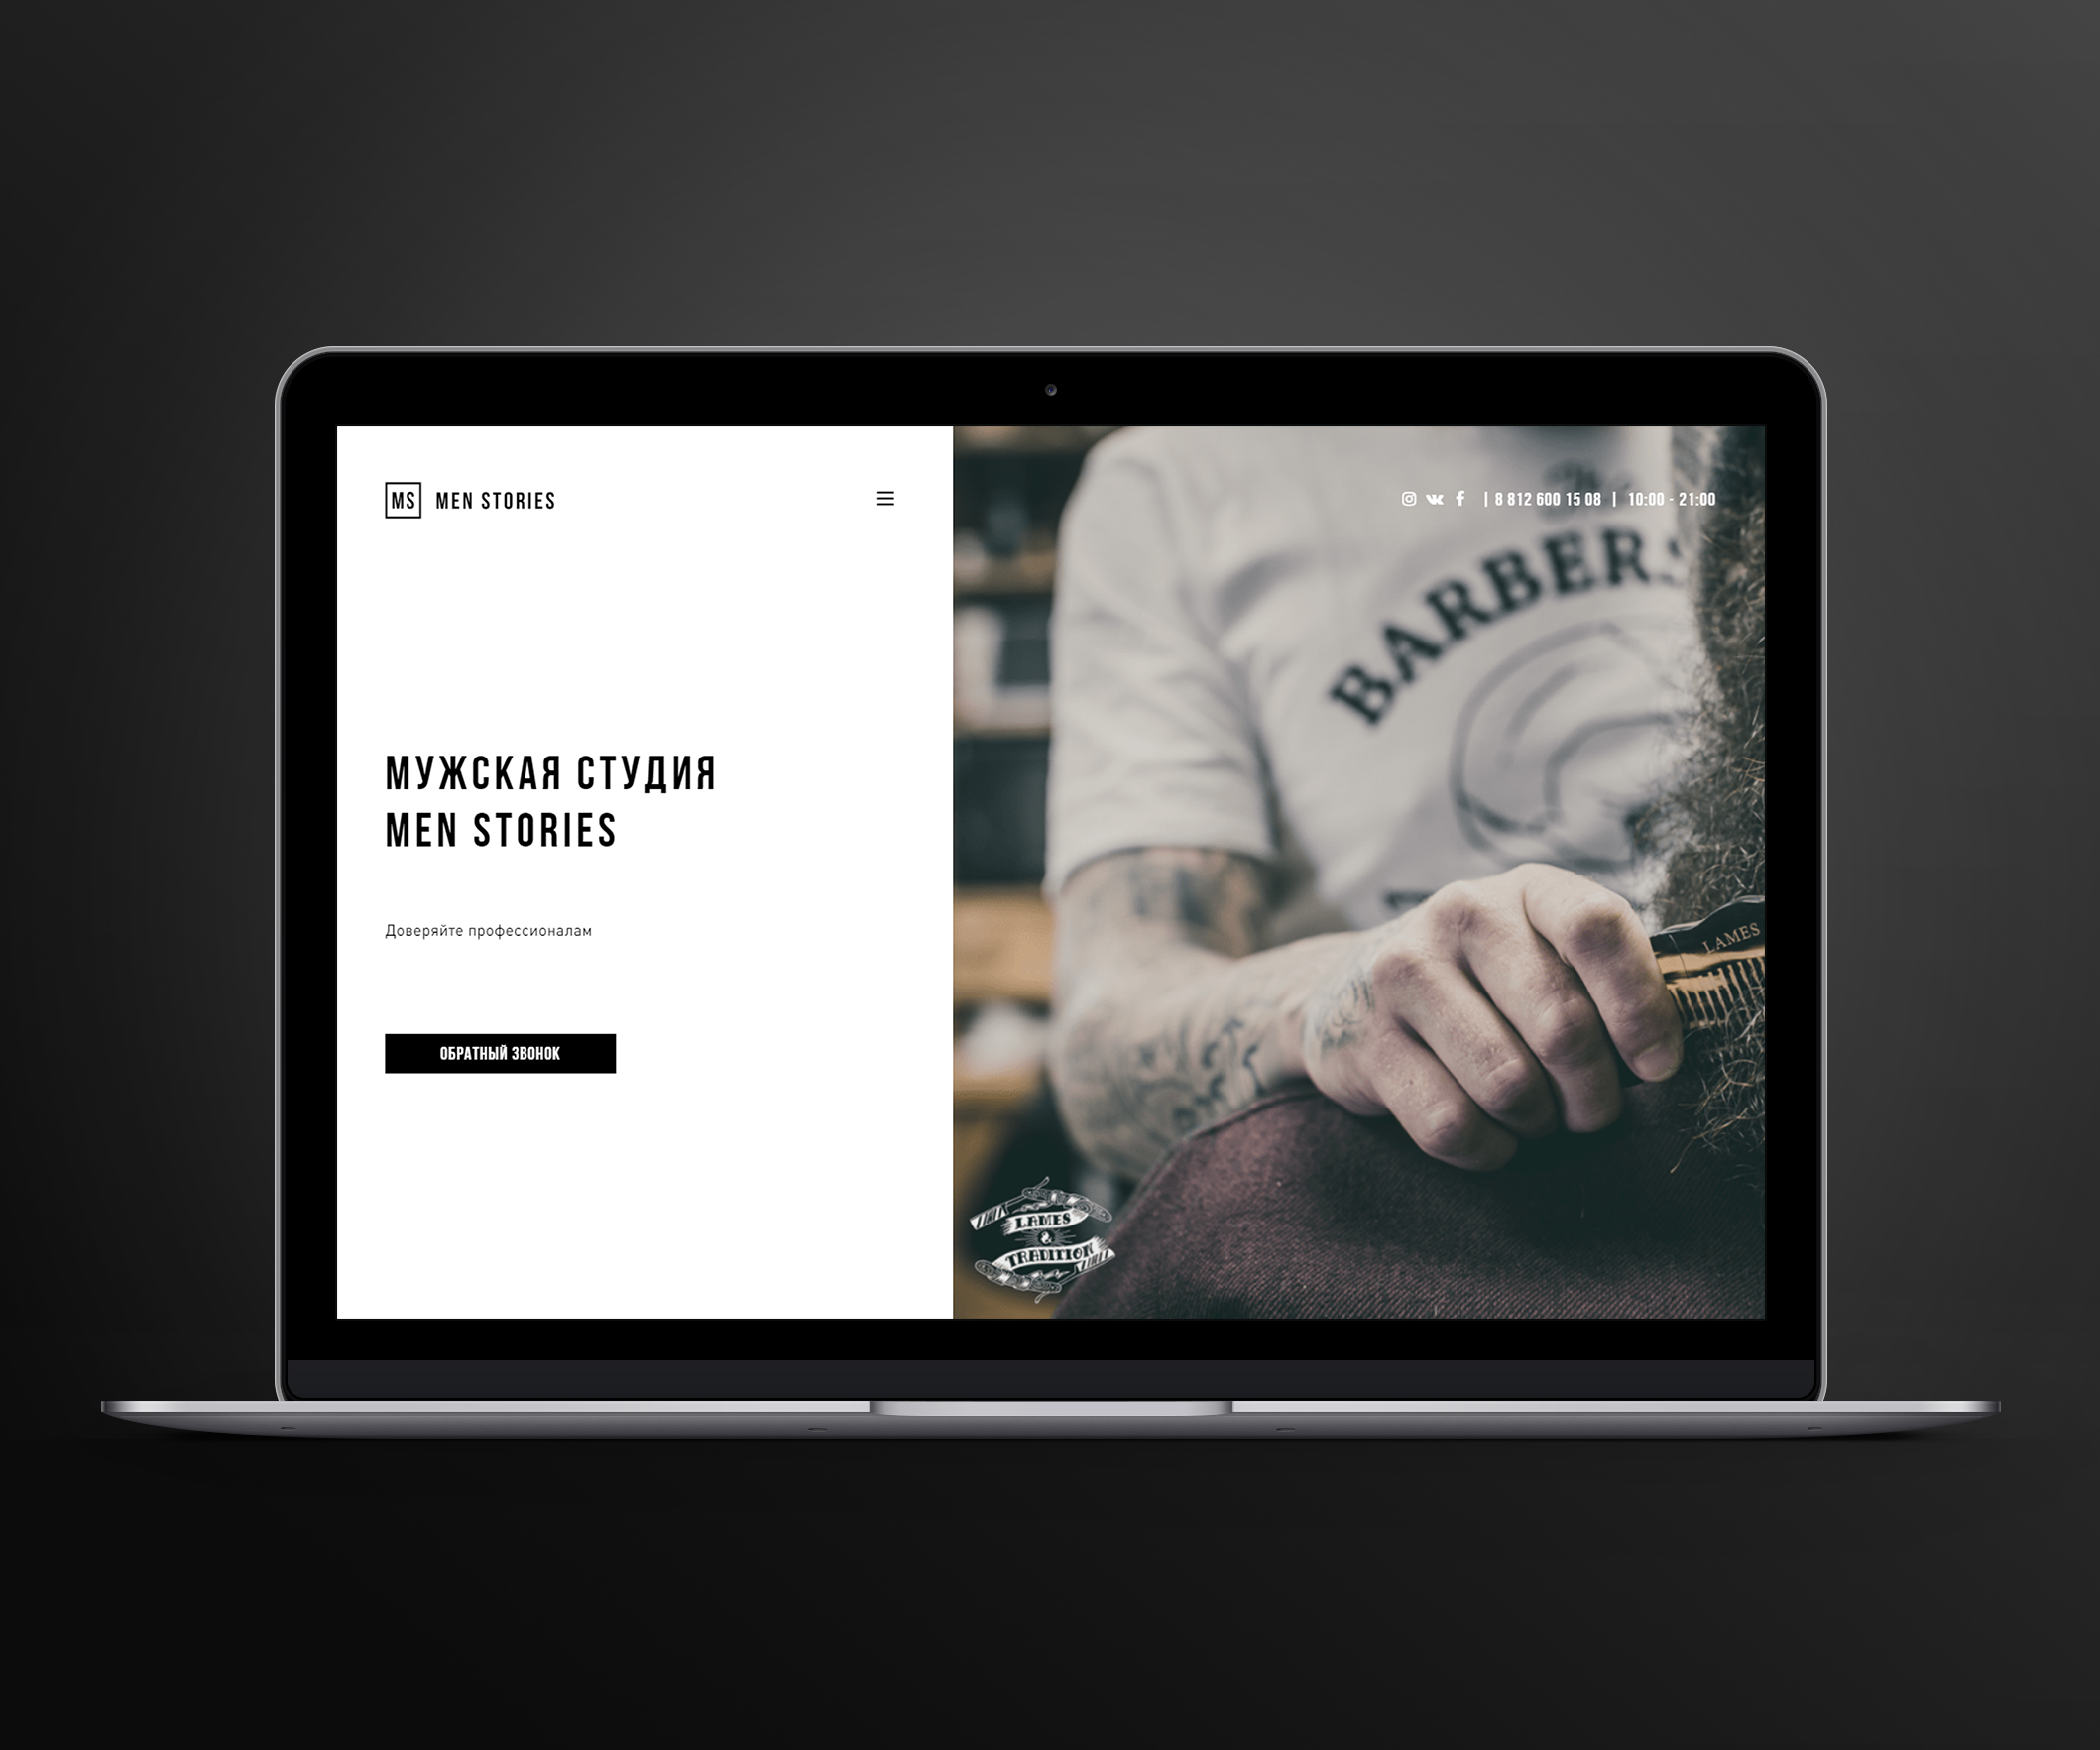 MS MEN STORIES
| 8 812 600 15 08 | 10:00 - 21:00
BARBERS
МУЖСКАЯ СТУДИЯ
MEN STORIES
Доверяйте профессионалам
LAMES
ОБРАТНЫЙ ЗВОНОК
LAMES
&
TRADITION